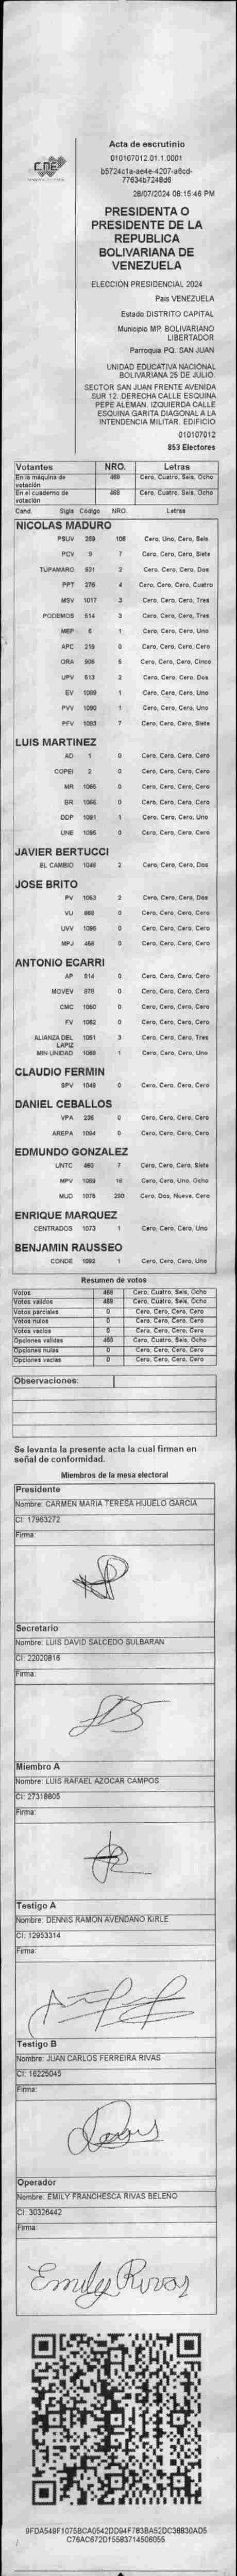 CNE
Acta de escrutinio
010107012.01.1.0001
b5724c1a-ae4e-4207-a6cd-
77634b7248d6
28/07/2024 08:15:46 PM
PRESIDENTA O
PRESIDENTE DE LA
REPUBLICA
BOLIVARIANA DE
VENEZUELA
ELECCIÓN PRESIDENCIAL 2024
Pais VENEZUELA
Estado DISTRITO CAPITAL
Municipio MP. BOLIVARIANO
LIBERTADOR
Parroquia PQ. SAN JUAN
UNIDAD EDUCATIVA NACIONAL
BOLIVARIANA 25 DE JULIO.
SECTOR SAN JUAN FRENTE AVENIDA
SUR 12. DERECHA CALLE ESQUINA
PEPE ALEMAN. IZQUIERDA CALLE
ESQUINA GARITA DIAGONAL A LA
INTENDENCIA MILITAR. EDIFICIO
010107012
853 Electores
Votantes NRO. Letras
En la máquina de votación 468 Cero, Cuatro, Seis, Ocho
En el cuaderno de votación 468 Cero, Cuatro, Seis, Ocho
Cand. Sigla Código NRO. Letras
NICOLAS MADURO
PSUV 269 106 Cero, Uno, Cero, Seis
PCV 9 7 Cero, Cero, Cero, Siete
TUPAMARO 931 2 Cero, Cero, Cero, Dos
PPT 276 4 Cero, Cero, Cero, Cuatro
MSV 1017 3 Cero, Cero, Cero, Tres
PODEMOS 514 3 Cero, Cero, Cero, Tres
MEP 6 1 Cero, Cero, Cero, Uno
APC 219 0 Cero, Cero, Cero, Cero
ORA 906 5 Cero, Cero, Cero, Cinco
UPV 613 2 Cero, Cero, Cero, Dos
EV 1089 1 Cero, Cero, Cero, Uno
PVV 1090 1 Cero, Cero, Cero, Uno
PFV 1093 7 Cero, Cero, Cero, Siete
LUIS MARTINEZ
AD 1 0 Cero, Cero, Cero, Cero
COPEI 2 0 Cero, Cero, Cero, Cero
MR 1065 0 Cero, Cero, Cero, Cero
BR 1066 0 Cero, Cero, Cero, Cero
DDP 1091 1 Cero, Cero, Cero, Uno
UNE 1095 0 Cero, Cero, Cero, Cero
JAVIER BERTUCCI
EL CAMBIO 1048 2 Cero, Cero, Cero, Dos
JOSE BRITO
PV 1053 2 Cero, Cero, Cero, Dos
VU 868 0 Cero, Cero, Cero, Cero
UVV 1096 0 Cero, Cero, Cero, Cero
MPJ 458 0 Cero, Cero, Cero, Cero
ANTONIO ECARRI
AP 814 0 Cero, Cero, Cero, Cero
MOVEV 878 0 Cero, Cero, Cero, Cero
CMC 1050 0 Cero, Cero, Cero, Cero
FV 1062 0 Cero, Cero, Cero, Cero
ALIANZA DEL LAPIZ 1051 3 Cero, Cero, Cero, Tres
MIN UNIDAD 1069 1 Cero, Cero, Cero, Uno
CLAUDIO FERMIN
SPV 1049 0 Cero, Cero, Cero, Cero
DANIEL CEBALLOS
VPA 236 0 Cero, Cero, Cero, Cero
AREPA 1084 0 Cero, Cero, Cero, Cero
EDMUNDO GONZALEZ
UNTC 460 7 Cero, Cero, Cero, Siete
MPV 1069 18 Cero, Cero, Uno, Ocho
MUD 1075 290 Cero, Dos, Nueve, Cero
ENRIQUE MARQUEZ
CENTRADOS 1073 1 Cero, Cero, Cero, Uno
BENJAMIN RAUSSEO
CONDE 1092 1 Cero, Cero, Cero, Uno
Resumen de votos
Votos 468 Cero, Cuatro, Seis, Ocho
Votos válidos 468 Cero, Cuatro, Seis, Ocho
Votos parciales 0 Cero, Cero, Cero, Cero
Votos nulos 0 Cero, Cero, Cero, Cero
Votos vacios 0 Cero, Cero, Cero, Cero
Opciones validas 468 Cero, Cuatro, Seis, Ocho
Opciones nulas 0 Cero, Cero, Cero, Cero
Opciones vacias 0 Cero, Cero, Cero, Cero
Observaciones:
Se levanta la presente acta la cual firman en
señal de conformidad.
Miembros de la mesa electoral
Presidente
Nombre: CARMEN MARIA TERESA HIJUELO GARCIA
CI: 17963272
Firma:
Secretario
Nombre: LUIS DAVID SALCEDO SULBARAN
CI: 22020816
Firma:
Miembro A
Nombre: LUIS RAFAEL AZOCAR CAMPOS
CI: 27318605
Firma:
Testigo A
Nombre: DENNIS RAMON AVENDAÑO KIRLE
CI: 12953314
Firma:
Testigo B
Nombre: JUAN CARLOS FERREIRA RIVAS
CI: 16225045
Firma:
Operador
Nombre: EMILY FRANCHESCA RIVAS BELEÑO
CI: 30326442
Firma:
Emily Rivas
9FDA549F1075BCA0542DD94F763BA52DC38830AD5
C76AC672D15583714506055